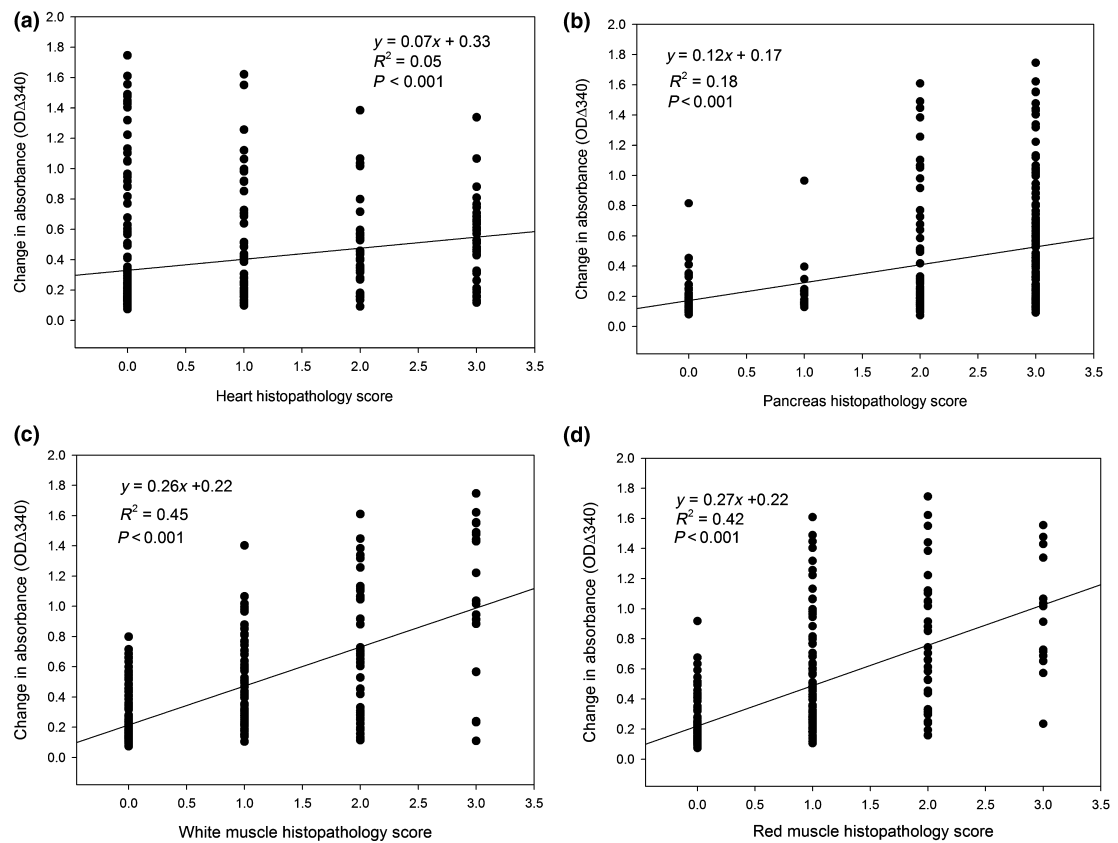 (a)
2.0
1.8
1.6
1.4
1.2
1.0
0.8
0.6
0.4
0.2
0.0
Change in absorbance (OD∆340)
y = 0.07x + 0.33
R² = 0.05
P < 0.001
0.0 0.5 1.0 1.5 2.0 2.5 3.0 3.5
Heart histopathology score
(b)
2.0
1.8
1.6
1.4
1.2
1.0
0.8
0.6
0.4
0.2
0.0
Change in absorbance (OD∆340)
y = 0.12x + 0.17
R² = 0.18
P < 0.001
0.0 0.5 1.0 1.5 2.0 2.5 3.0 3.5
Pancreas histopathology score
(c)
2.0
1.8
1.6
1.4
1.2
1.0
0.8
0.6
0.4
0.2
0.0
Change in absorbance (OD∆340)
y = 0.26x +0.22
R² = 0.45
P < 0.001
0.0 0.5 1.0 1.5 2.0 2.5 3.0 3.5
White muscle histopathology score
(d)
2.0
1.8
1.6
1.4
1.2
1.0
0.8
0.6
0.4
0.2
0.0
Change in absorbance (OD∆340)
y = 0.27x +0.22
R² = 0.42
P < 0.001
0.0 0.5 1.0 1.5 2.0 2.5 3.0 3.5
Red muscle histopathology score